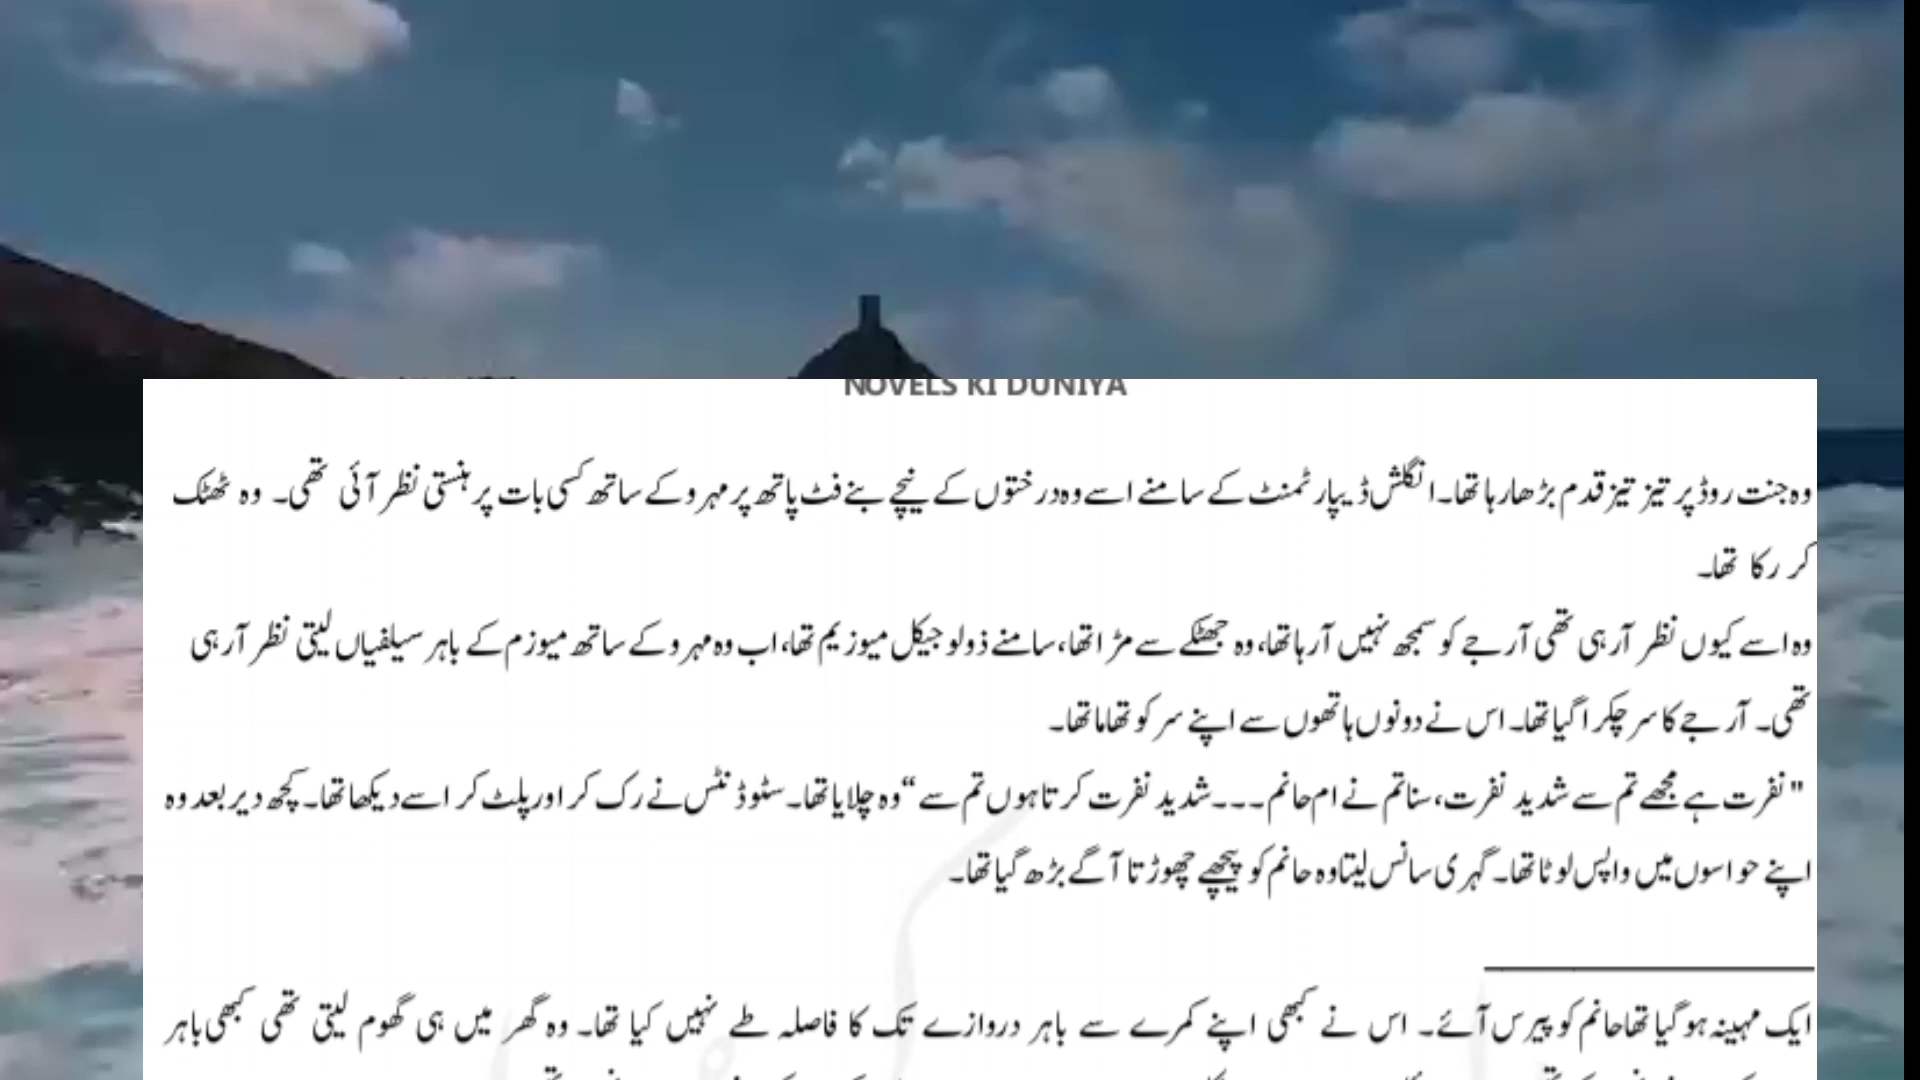 NOVELS KI DUNIYA
وہ جنت روڈ پر تیز تیز قدم بڑھا رہا تھا۔ انگلش ڈیپارٹمنٹ کے سامنے اسے وہ درختوں کے نیچے بنے فٹ پاتھ پر مہرو کے ساتھ کسی بات پر ہنستی نظر آئی تھی۔ وہ ٹھٹک
کر رکا تھا۔
وہ اسے کیوں نظر آرہی تھی آرجے کو سمجھ نہیں آرہا تھا، وہ جھٹکے سے مڑا تھا، سامنے ذولوجیکل میوزیم تھا، اب وہ مہرو کے ساتھ میوزم کے باہر سیلفیاں لیتی نظر آرہی
تھی۔ آرجے کا سر چکرا گیا تھا۔ اس نے دونوں ہاتھوں سے اپنے سر کو تھاما تھا۔
" نفرت ہے مجھے تم سے شدید نفرت، سنا تم نے ام حانم۔۔۔شدید نفرت کرتا ہوں تم سے“ وہ چلایا تھا۔ سٹوڈنٹس نے رک کر اور پلٹ کر اسے دیکھا تھا۔ کچھ دیر بعد وہ
اپنے حواسوں میں واپس لوٹا تھا۔ گہری سانس لیتا وہ حانم کو پیچھے چھوڑتا آگے بڑھ گیا تھا۔
ایک مہینہ ہو گیا تھا حانم کو پیرس آئے۔ اس نے کبھی اپنے کمرے سے باہر دروازے تک کا فاصلہ طے نہیں کیا تھا۔ وہ گھر میں ہی گھوم لیتی تھی کبھی باہر